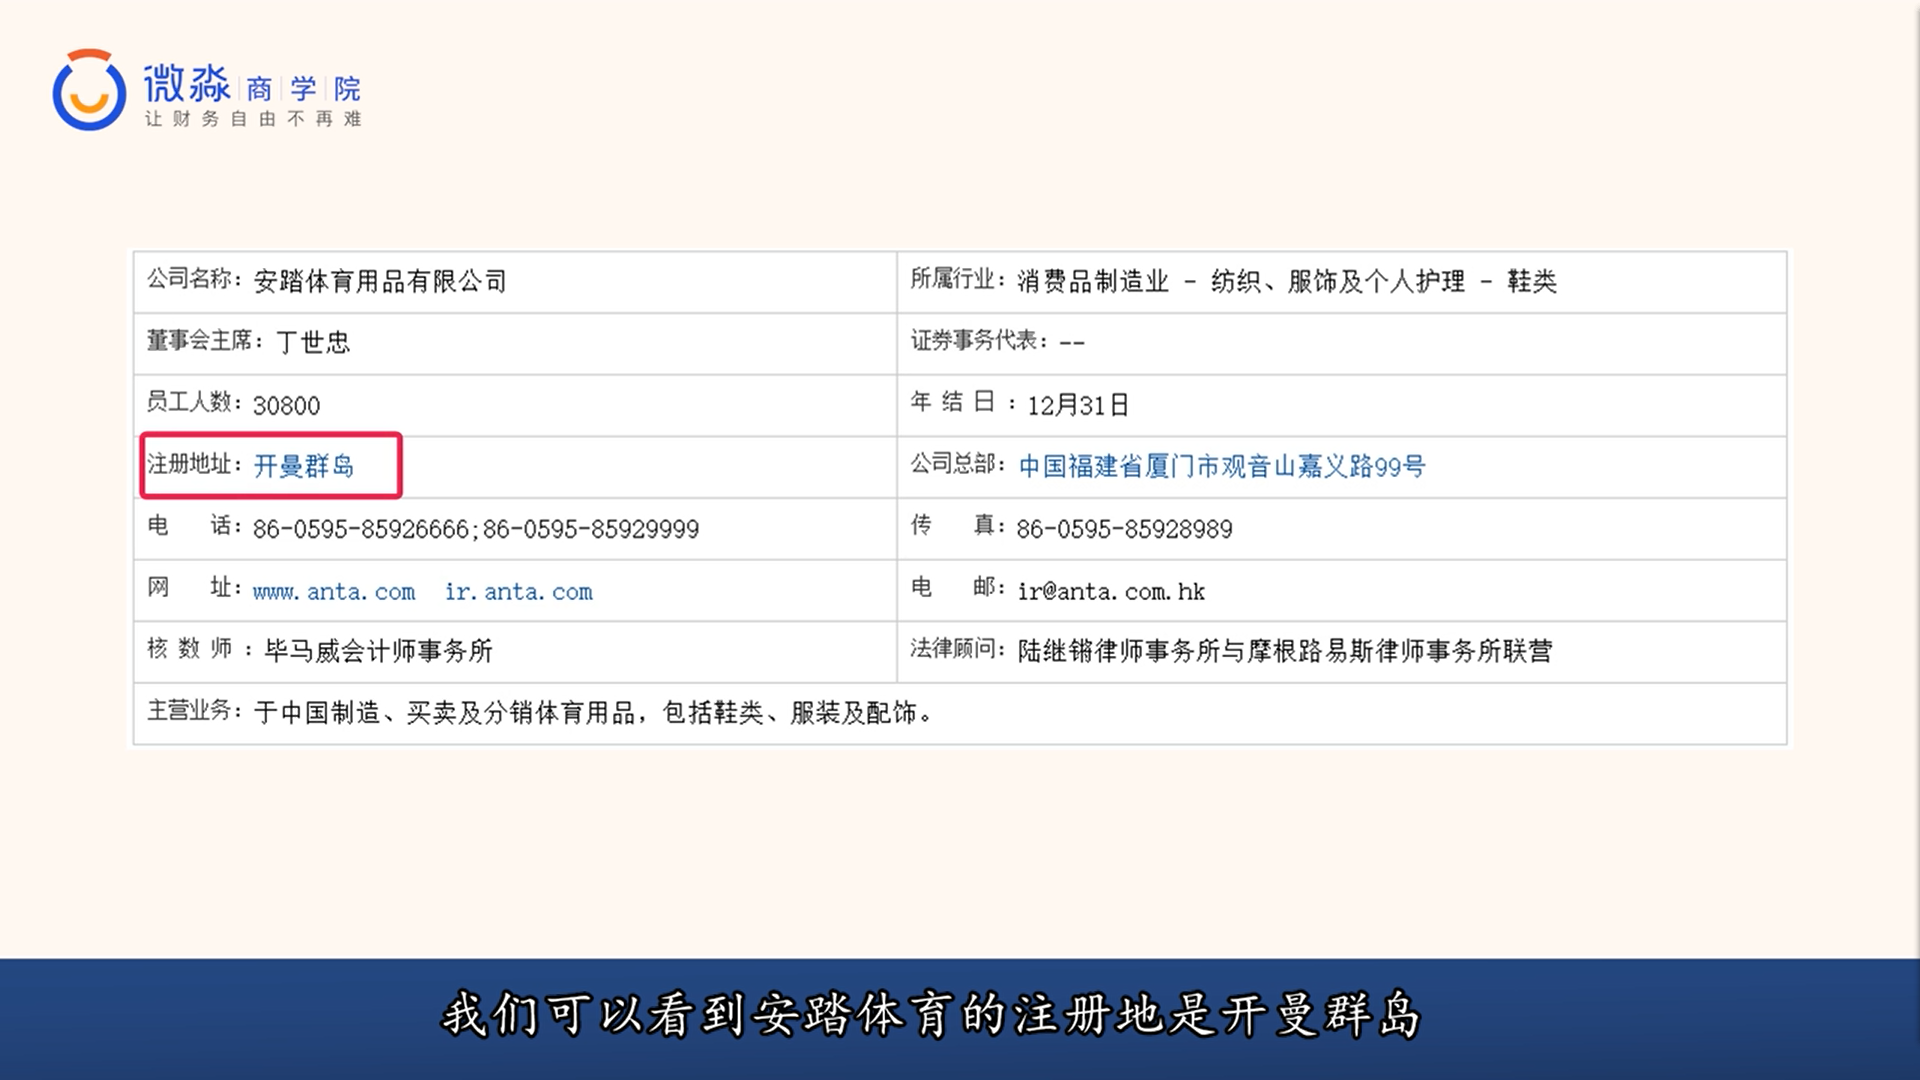 微淼 商 学 院
让财务自由不再难
公司名称：安踏体育用品有限公司 所属行业：消费品制造业 - 纺织、服饰及个人护理 - 鞋类
董事会主席：丁世忠 证券事务代表：--
员工人数：30800 年 结 日：12月31日
注册地址：开曼群岛 公司总部：中国福建省厦门市观音山嘉义路99号
电 话：86-0595-85926666;86-0595-85929999 传 真：86-0595-85928989
网 址：www.anta.com ir.anta.com 电 邮：ir@anta.com.hk
核 数 师：毕马威会计师事务所 法律顾问：陆继锵律师事务所与摩根路易斯律师事务所联营
主营业务：于中国制造、买卖及分销体育用品，包括鞋类、服装及配饰。
我们可以看到安踏体育的注册地是开曼群岛